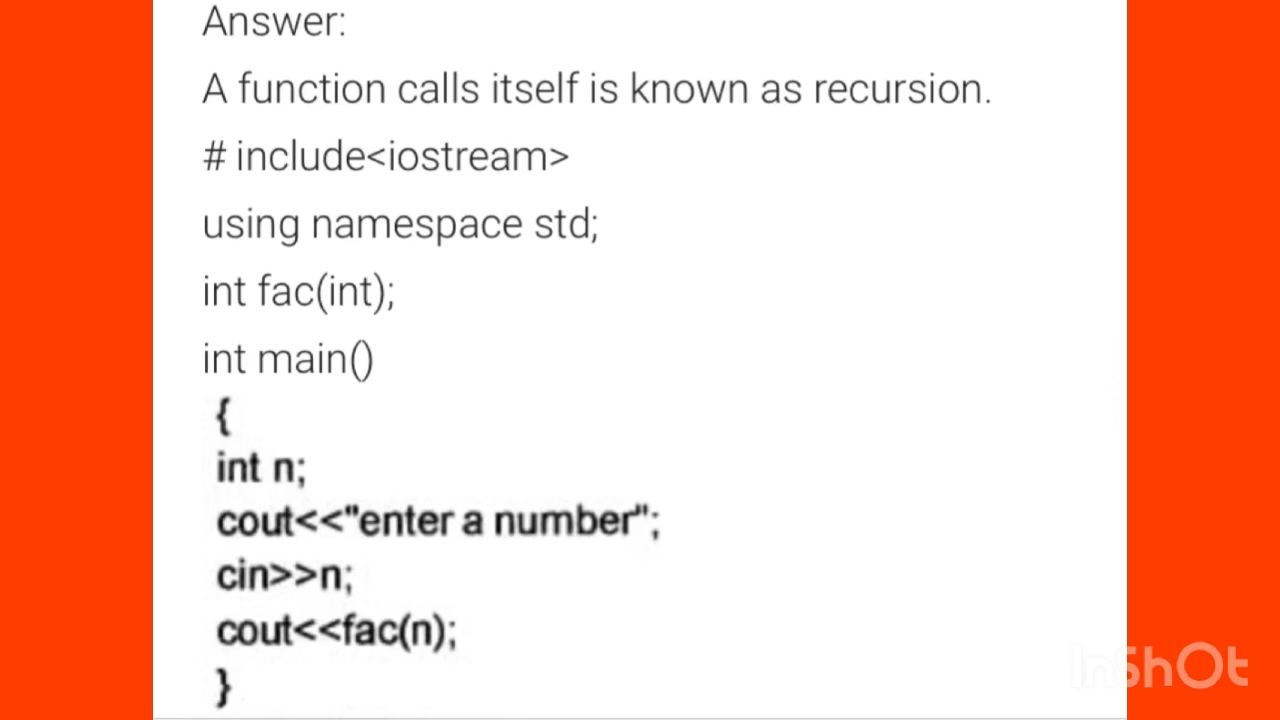 Answer:
A function calls itself is known as recursion.
# include<iostream>
using namespace std;
int fac(int);
int main()
{
int n;
cout<<"enter a number";
cin>>n;
cout<<fac(n);
}
InShOt